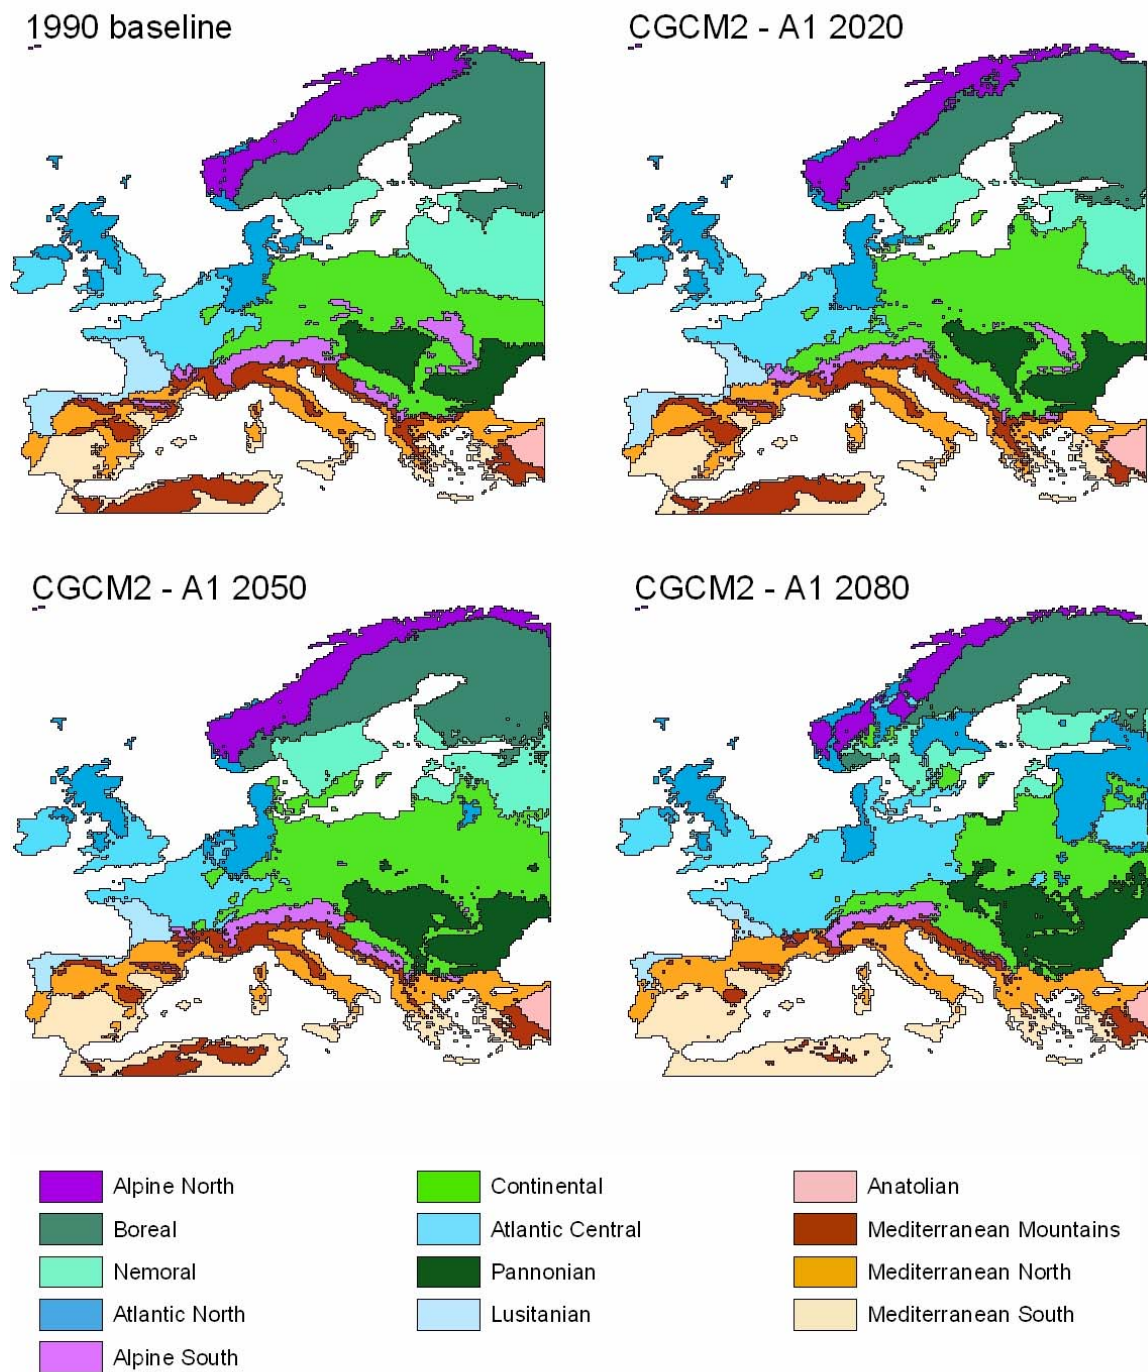 1990 baseline
CGCM2 - A1 2020
CGCM2 - A1 2050
CGCM2 - A1 2080
Alpine North
Boreal
Nemoral
Atlantic North
Alpine South
Continental
Atlantic Central
Pannonian
Lusitanian
Anatolian
Mediterranean Mountains
Mediterranean North
Mediterranean South